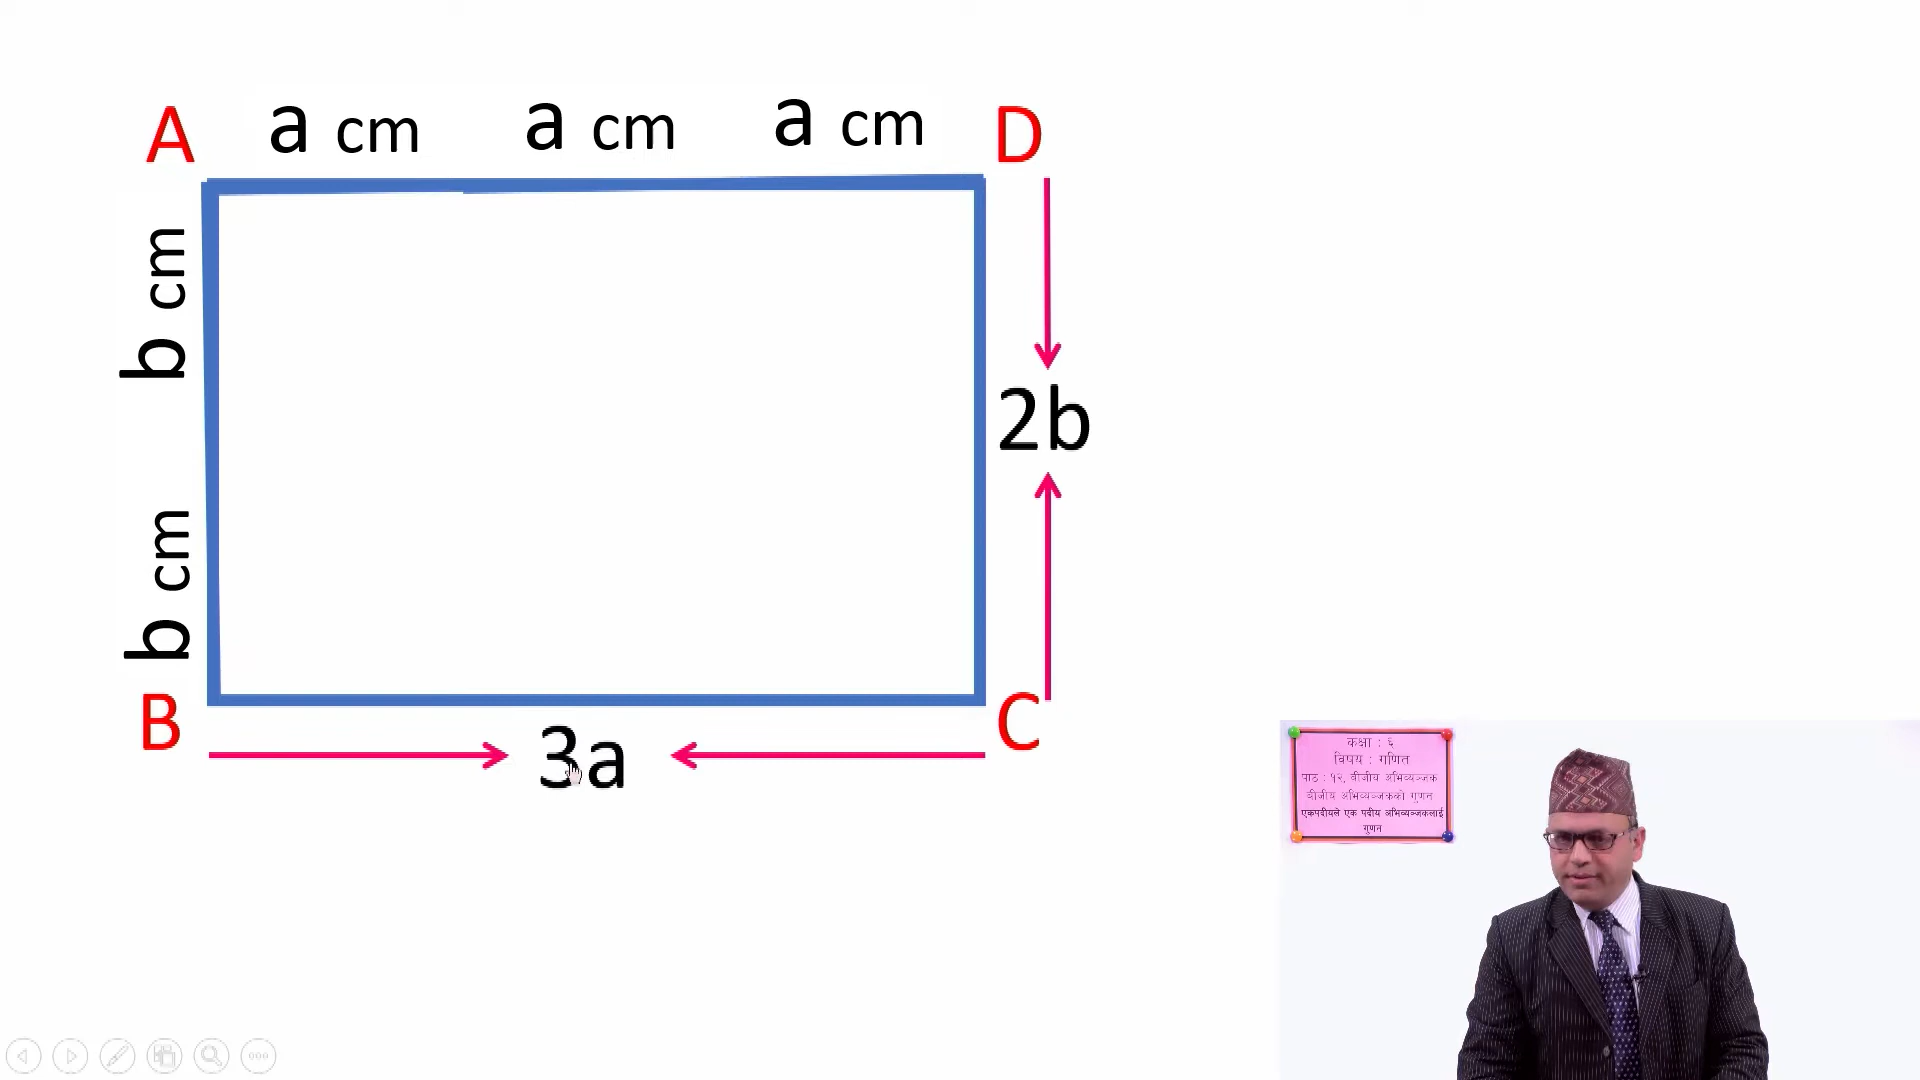 A a cm a cm a cm D
b cm
2b
b cm
B C
3a
कक्षा : ६
विषय : गणित
पाठ : १२. बीजीय अभिव्यञ्जक
बीजीय अभिव्यञ्जकको गुणन
एकपदीयले एक पदीय अभिव्यञ्जकलाई
गुणन